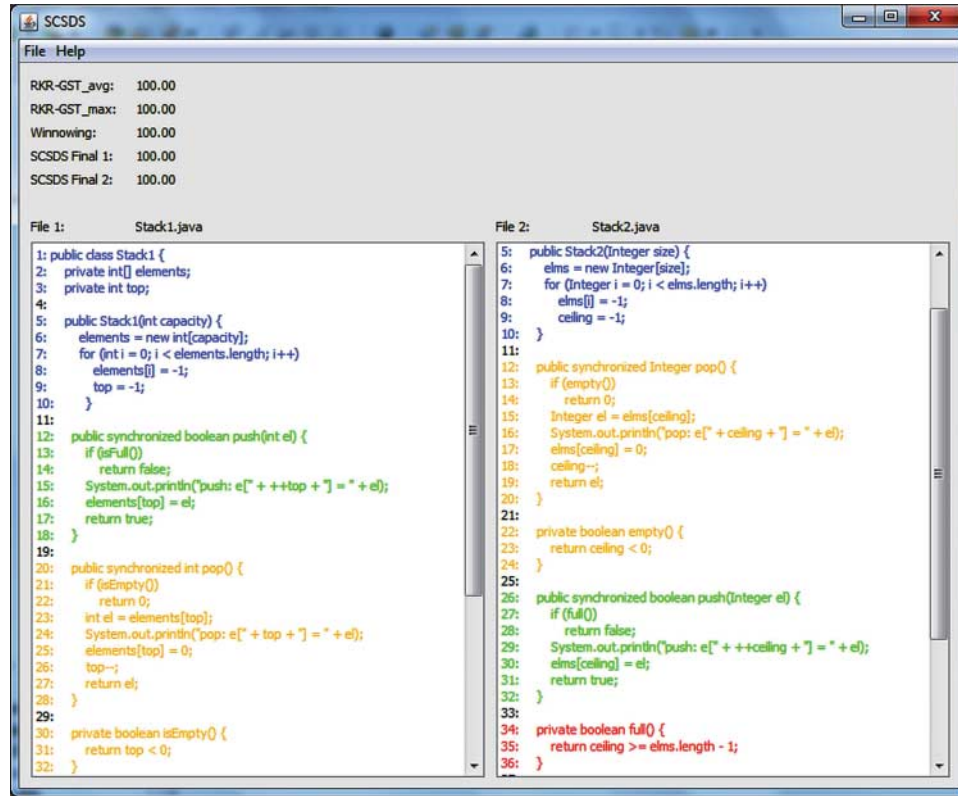 SCSDS
File Help
RKR-GST_avg: 100.00
RKR-GST_max: 100.00
Winnowing: 100.00
SCSDS Final 1: 100.00
SCSDS Final 2: 100.00
File 1: Stack1.java
1: public class Stack1 {
2: private int[] elements;
3: private int top;
4:
5: public Stack1(int capacity) {
6: elements = new int[capacity];
7: for (int i = 0; i < elements.length; i++)
8: elements[i] = -1;
9: top = -1;
10: }
11:
12: public synchronized boolean push(int el) {
13: if (isFull())
14: return false;
15: System.out.println("push: e[" + ++top + "] = " + el);
16: elements[top] = el;
17: return true;
18: }
19:
20: public synchronized int pop() {
21: if (isEmpty())
22: return 0;
23: int el = elements[top];
24: System.out.println("pop: e[" + top + "] = " + el);
25: elements[top] = 0;
26: top--;
27: return el;
28: }
29:
30: private boolean isEmpty() {
31: return top < 0;
32: }
File 2: Stack2.java
5: public Stack2(Integer size) {
6: elms = new Integer[size];
7: for (Integer i = 0; i < elms.length; i++)
8: elms[i] = -1;
9: ceiling = -1;
10: }
11:
12: public synchronized Integer pop() {
13: if (empty())
14: return 0;
15: Integer el = elms[ceiling];
16: System.out.println("pop: e[" + ceiling + "] = " + el);
17: elms[ceiling] = 0;
18: ceiling--;
19: return el;
20: }
21:
22: private boolean empty() {
23: return ceiling < 0;
24: }
25:
26: public synchronized boolean push(Integer el) {
27: if (full())
28: return false;
29: System.out.println("push: e[" + ++ceiling + "] = " + el);
30: elms[ceiling] = el;
31: return true;
32: }
33:
34: private boolean full() {
35: return ceiling >= elms.length - 1;
36: }